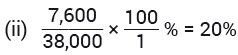 (ii) 7,600/38,000 × 100/1 % = 20%